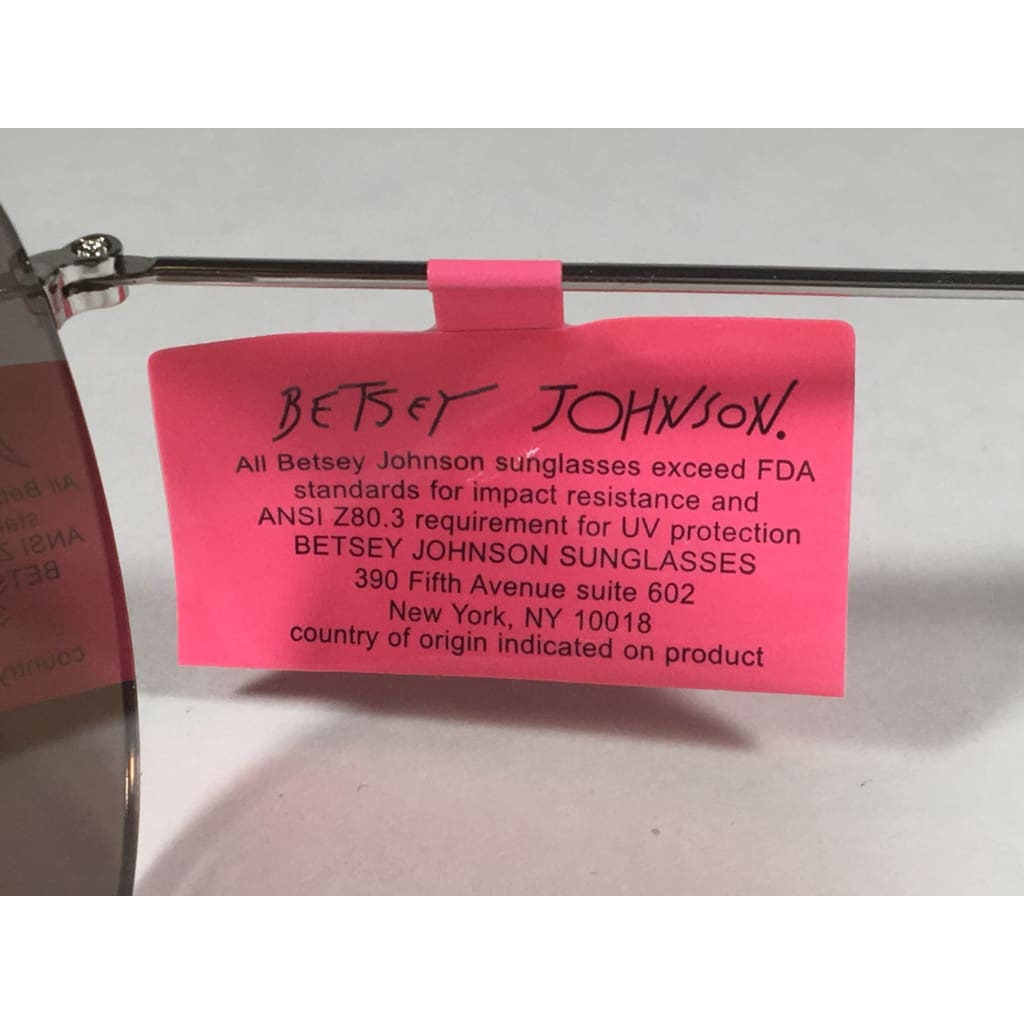 BETSEY JOHNSON.
All Betsey Johnson sunglasses exceed FDA
standards for impact resistance and
ANSI Z80.3 requirement for UV protection
BETSEY JOHNSON SUNGLASSES
390 Fifth Avenue suite 602
New York, NY 10018
country of origin indicated on product